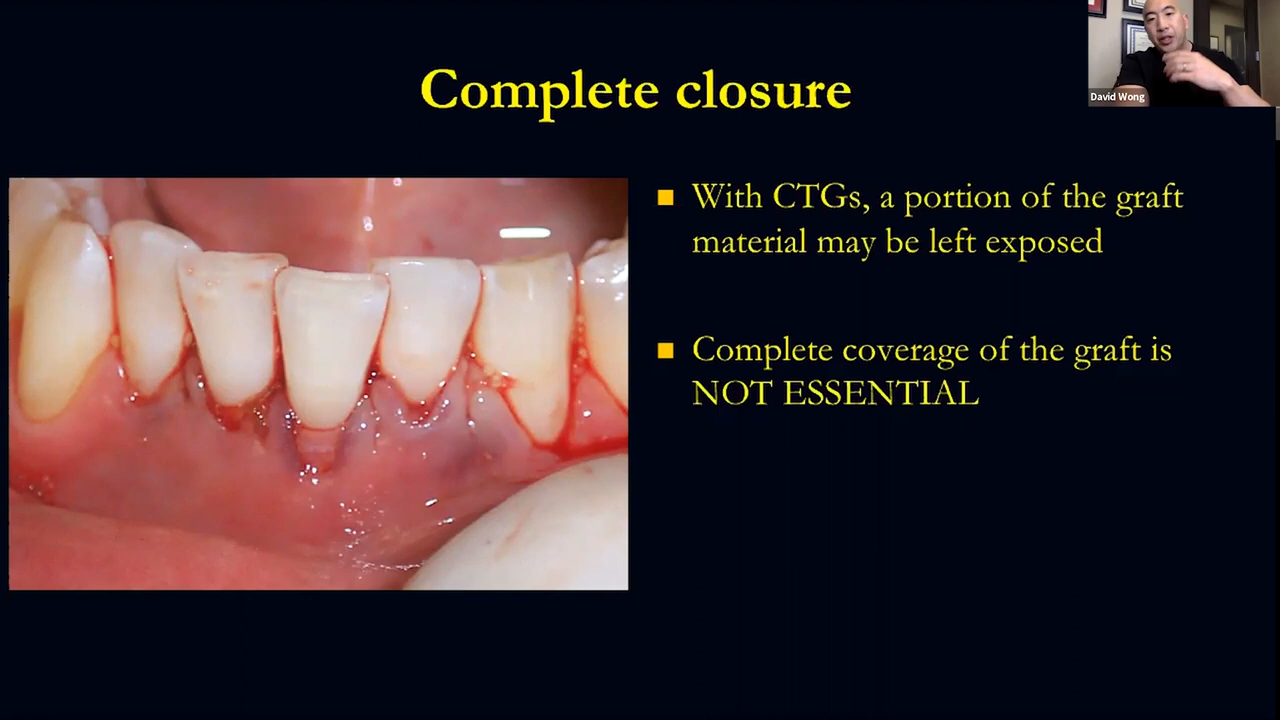 Complete closure
David Wong
With CTGs, a portion of the graft
material may be left exposed
Complete coverage of the graft is
NOT ESSENTIAL